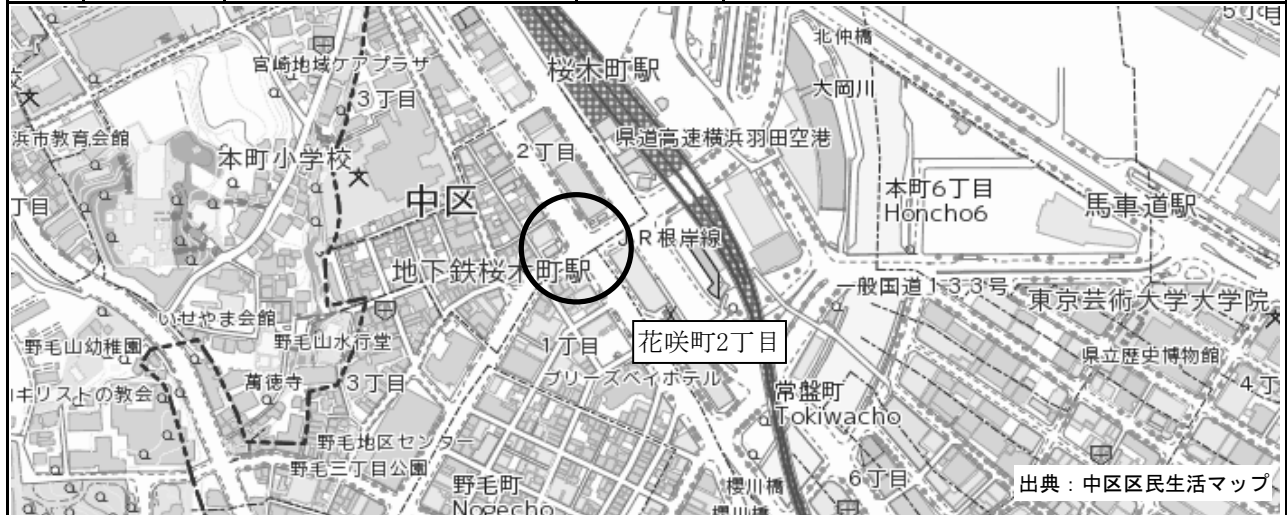 5丁目
北仲橋
宮崎地域ケアプラザ
桜木町駅
大岡川
3丁目
浜市教育会館
県道高速横浜羽田空港
2丁目
本町小学校
本町6丁目
Honcho6
丁目
中区
馬車道駅
JR根岸線
地下鉄桜木町駅
一般国道133号
東京芸術大学大学院
いせやま会館
野毛山幼稚園
野毛山水行堂
1丁目
花咲町2丁目
県立歴史博物館
キリストの教会
萬徳寺
3丁目
ブリーズベイホテル
常盤町
Tokiwacho
4丁
野毛地区センター
野毛三丁目公園
野毛町
Nogecho
櫻川橋
6丁目
出典：中区区民生活マップ